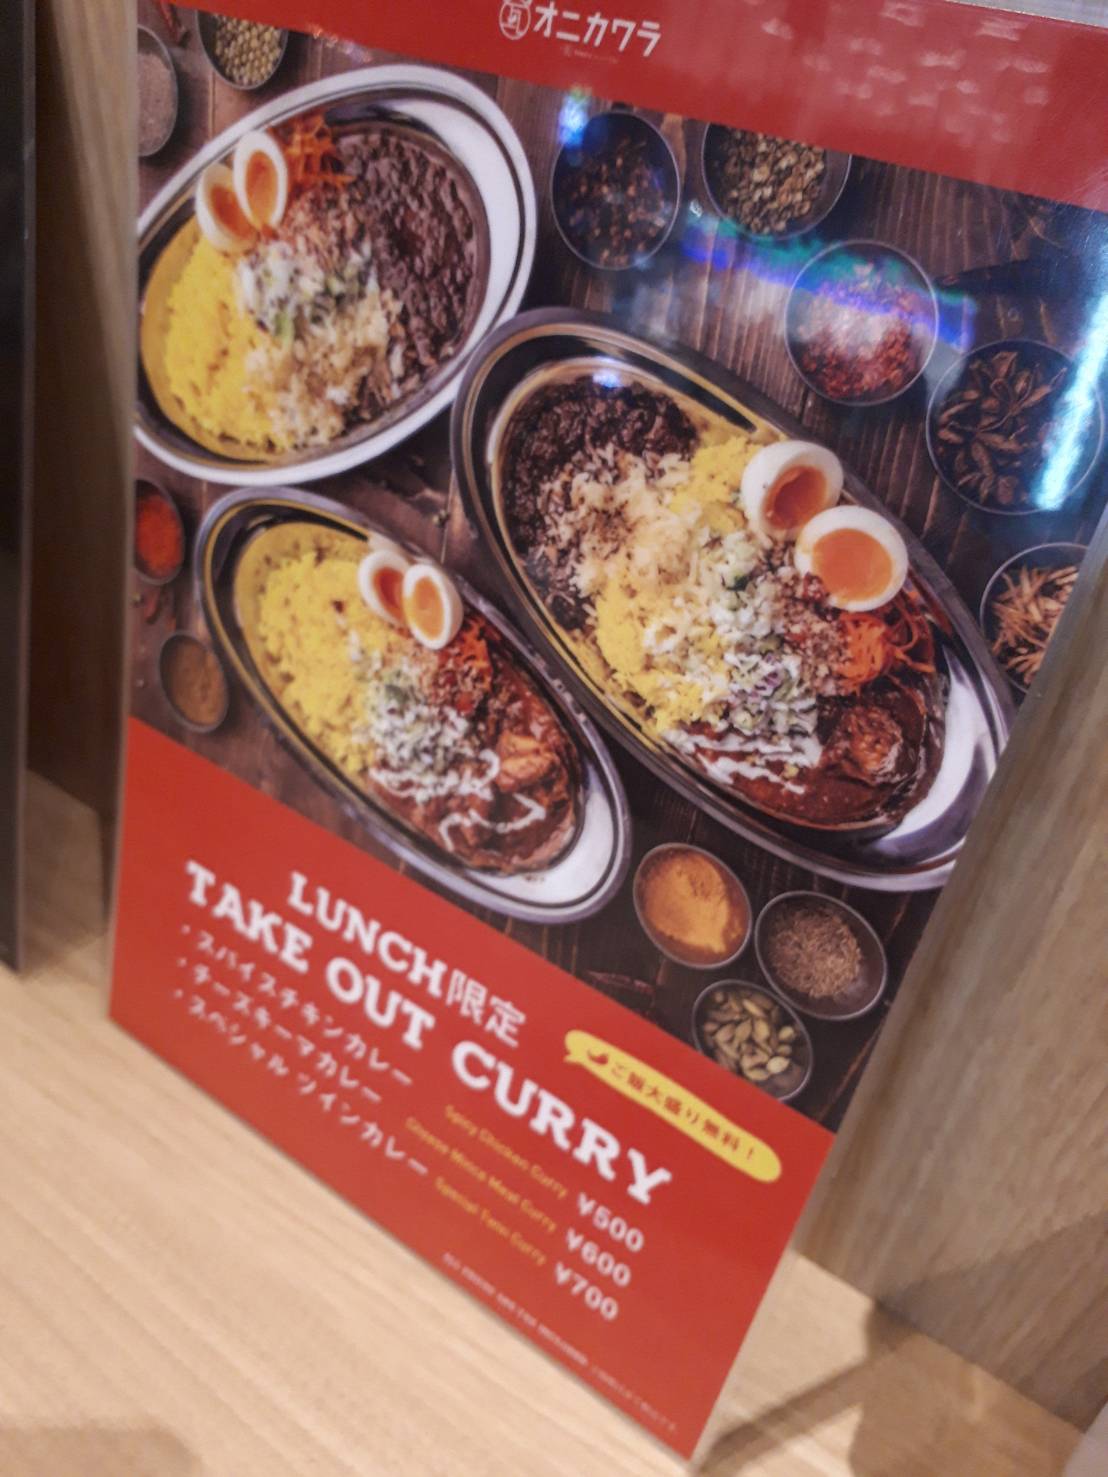 瓦 オニカワラ
LUNCH限定
TAKE OUT CURRY
ご飯大盛り無料！
・スパイスチキンカレー Spicy Chicken Curry ¥500
・チーズキーマカレー Cheese Mince Meat Curry ¥600
・スペシャル ツインカレー Special Twin Curry ¥700